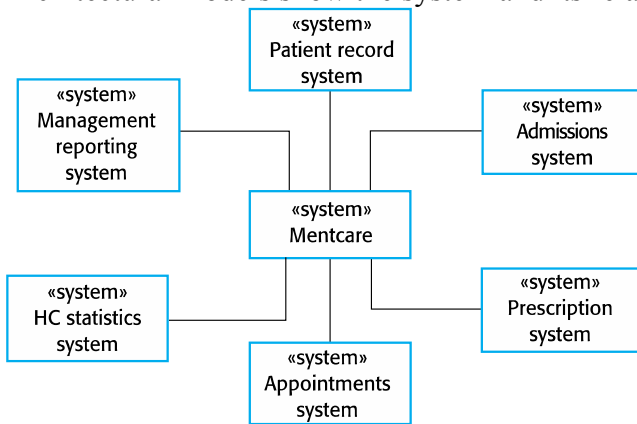 «system»
Patient record
system
«system»
Management
reporting
system
«system»
Admissions
system
«system»
Mentcare
«system»
HC statistics
system
«system»
Prescription
system
«system»
Appointments
system